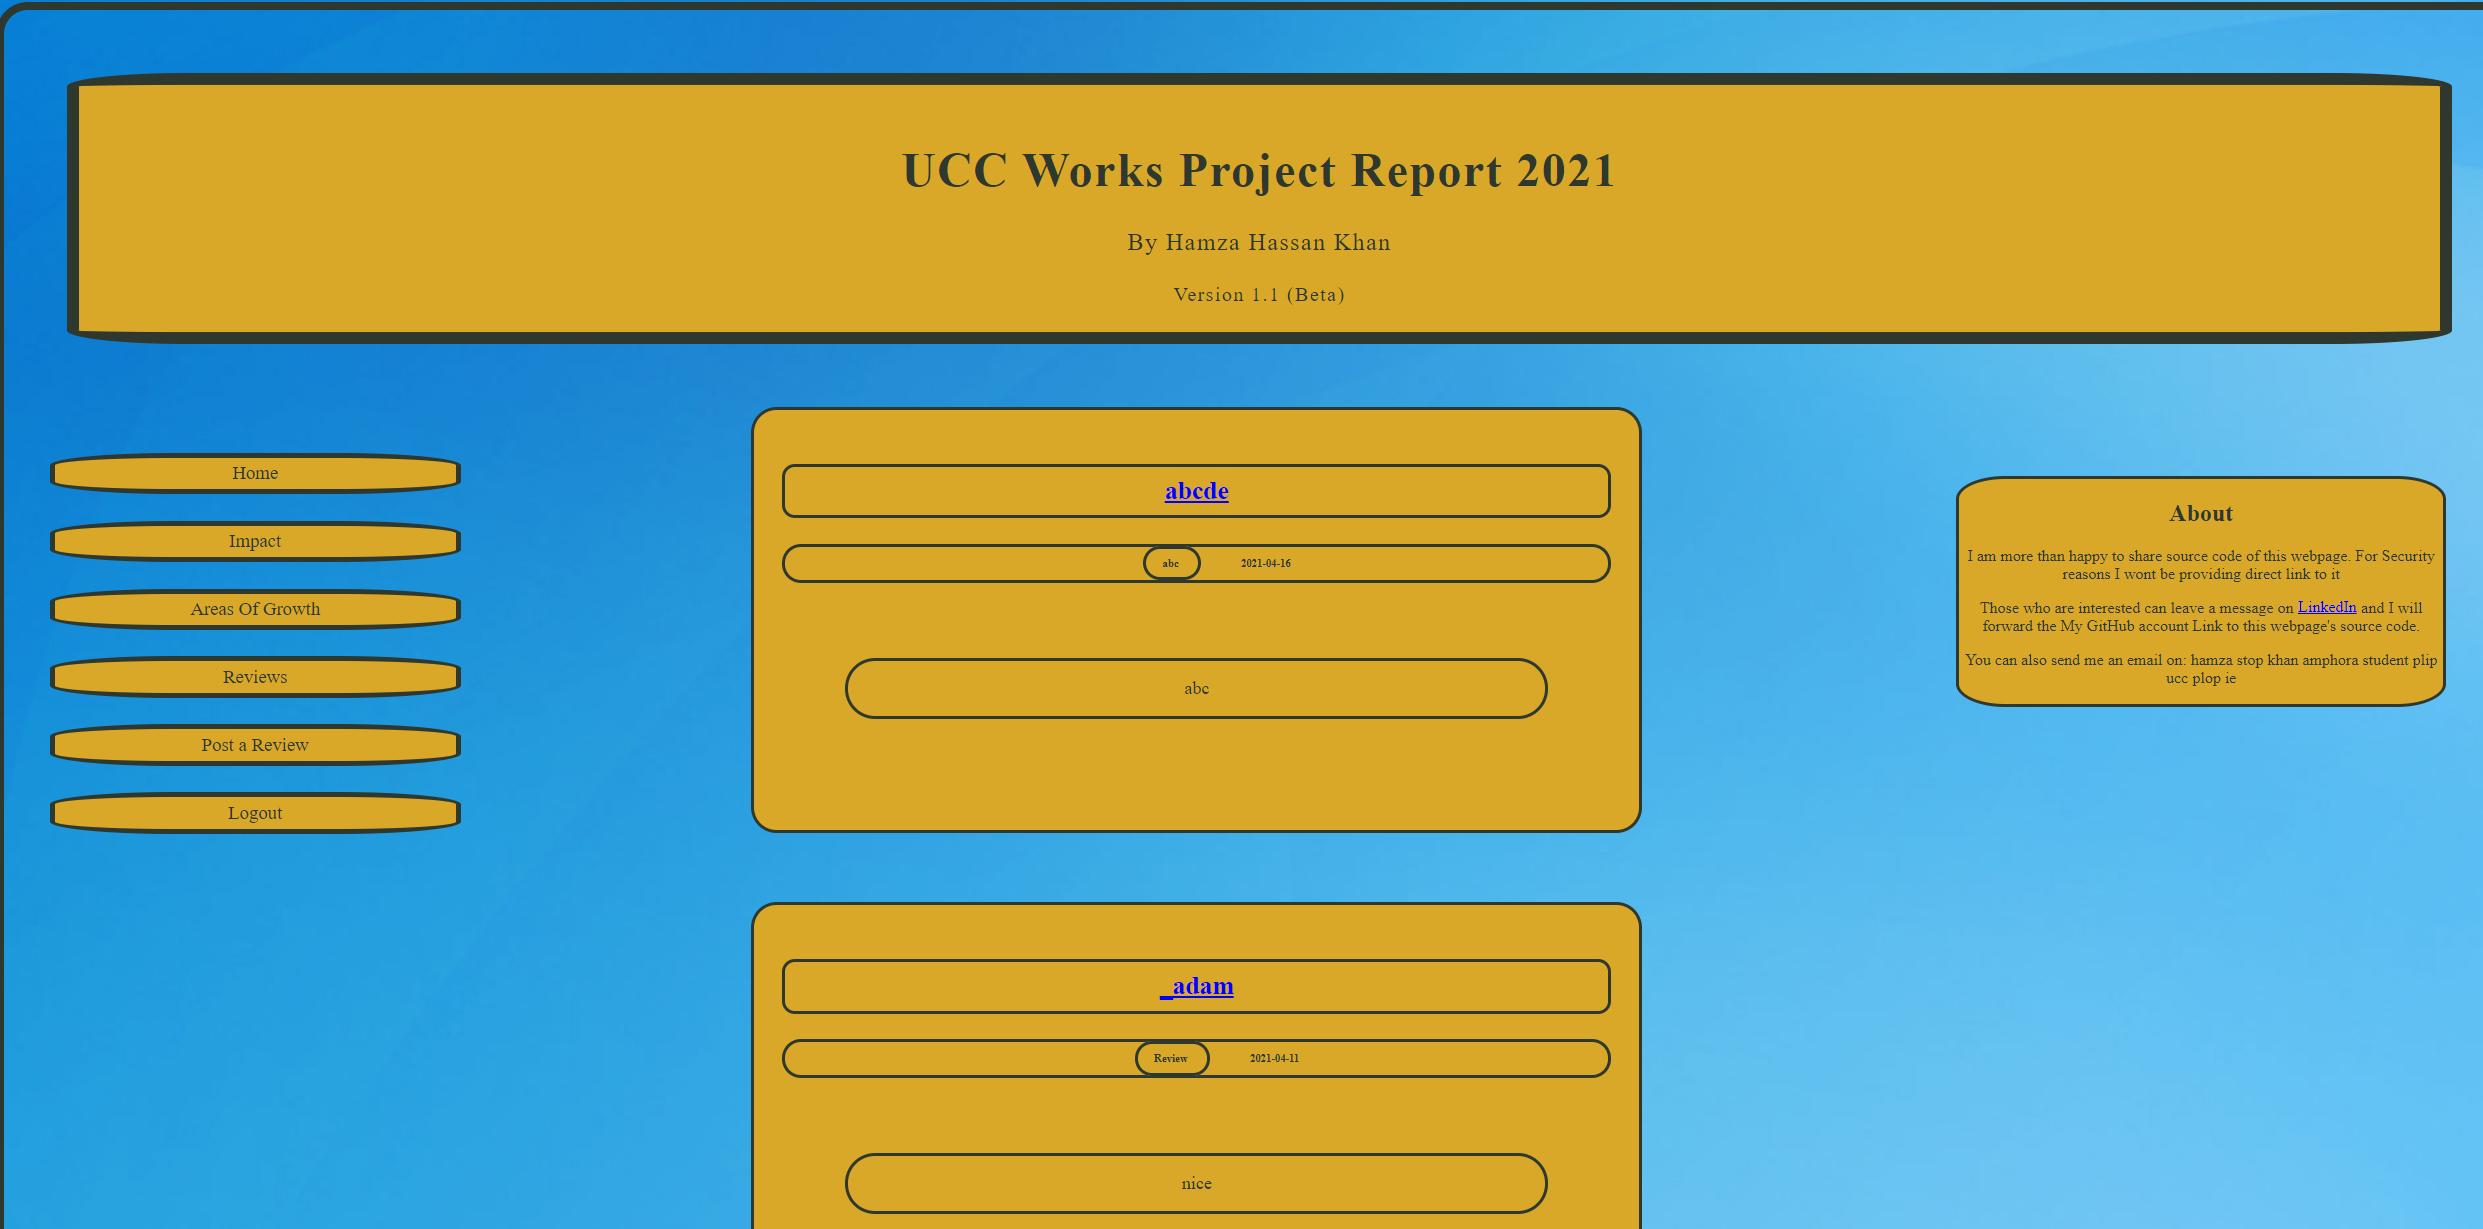 UCC Works Project Report 2021
By Hamza Hassan Khan
Version 1.1 (Beta)
Home
Impact
Areas Of Growth
Reviews
Post a Review
Logout
abcde
abc 2021-04-16
abc
_adam
Review 2021-04-11
nice
About
I am more than happy to share source code of this webpage. For Security
reasons I wont be providing direct link to it
Those who are interested can leave a message on LinkedIn and I will
forward the My GitHub account Link to this webpage's source code.
You can also send me an email on: hamza stop khan amphora student plip
ucc plop ie